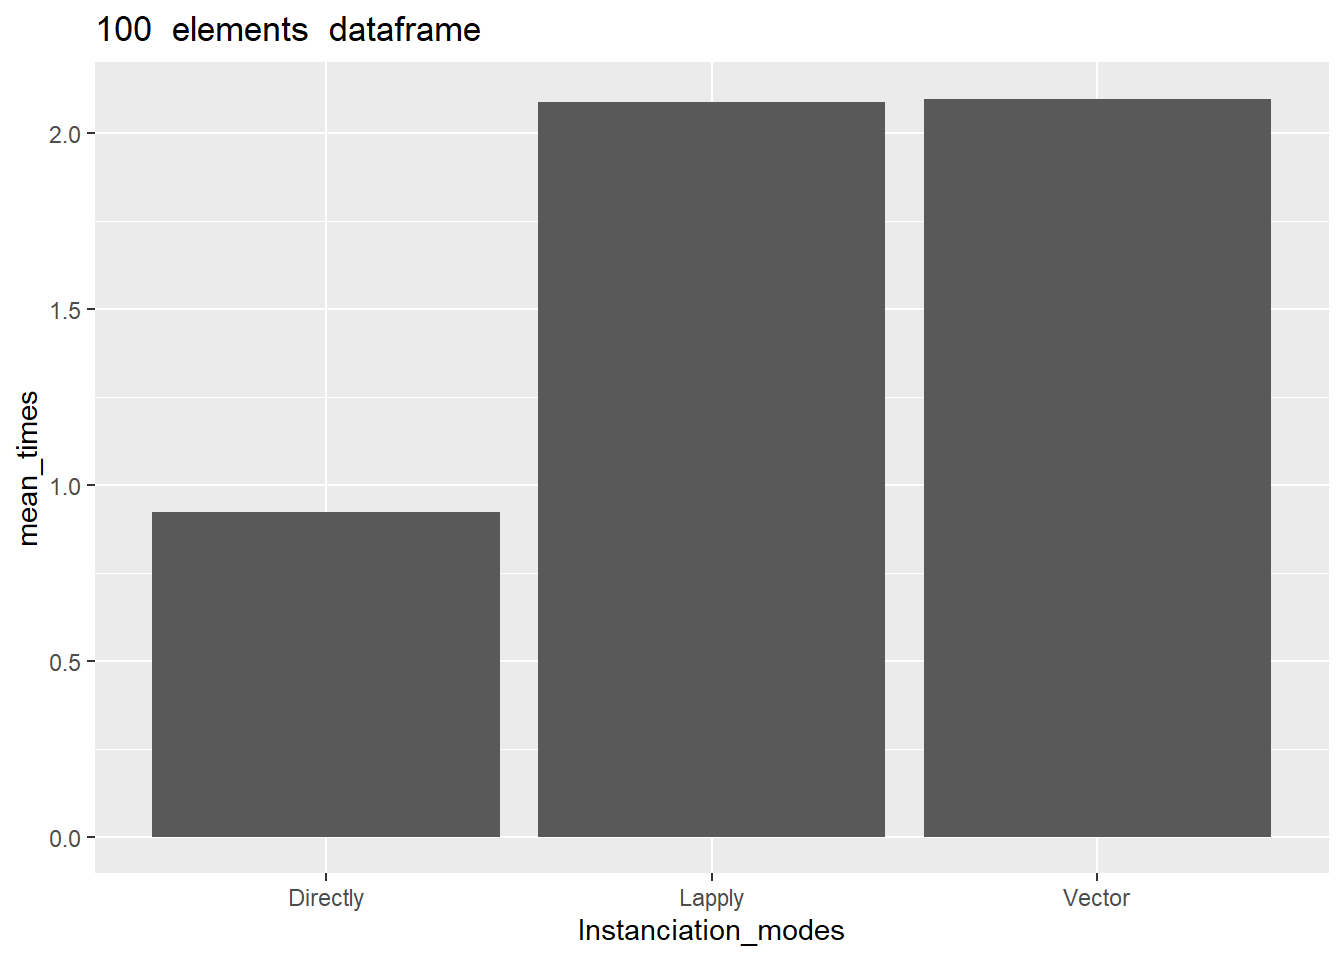 100 elements dataframe
2.0
1.5
1.0
0.5
0.0
mean_times
Directly Lapply Vector
Instanciation_modes